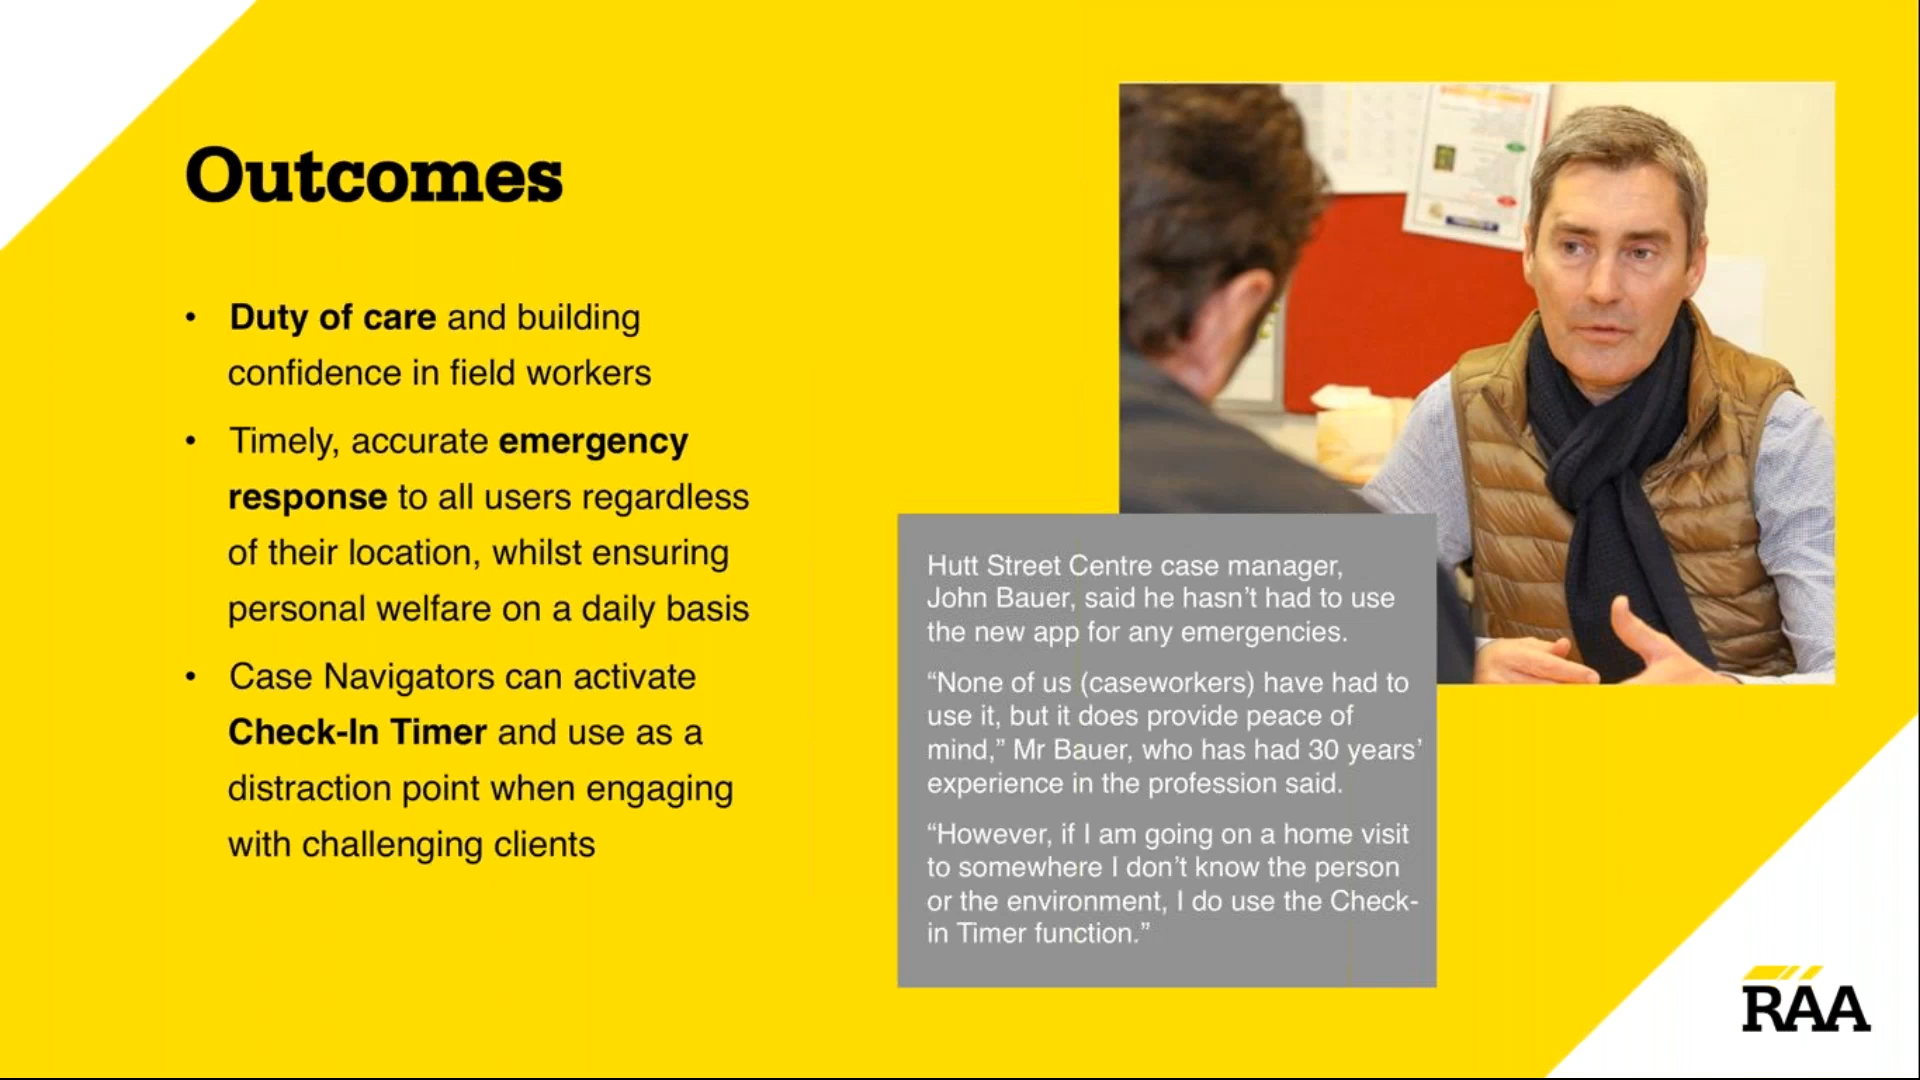 Outcomes
• Duty of care and building
confidence in field workers
• Timely, accurate emergency
response to all users regardless
of their location, whilst ensuring
personal welfare on a daily basis
• Case Navigators can activate
Check-In Timer and use as a
distraction point when engaging
with challenging clients
Hutt Street Centre case manager,
John Bauer, said he hasn’t had to use
the new app for any emergencies.
“None of us (caseworkers) have had to
use it, but it does provide peace of
mind,” Mr Bauer, who has had 30 years’
experience in the profession said.
“However, if I am going on a home visit
to somewhere I don’t know the person
or the environment, I do use the Check-
in Timer function.”
RAA